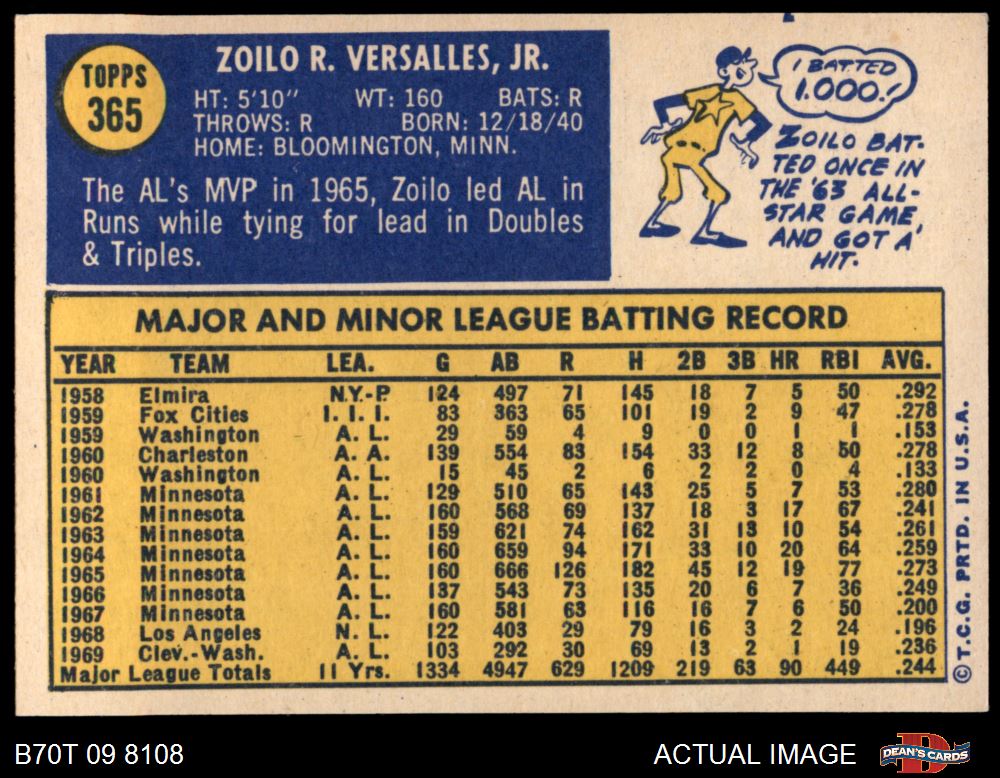 TOPPS
365
ZOILO R. VERSALLES, JR.
HT: 5'10" WT: 160 BATS: R
THROWS: R BORN: 12/18/40
HOME: BLOOMINGTON, MINN.
The AL's MVP in 1965, Zoilo led AL in
Runs while tying for lead in Doubles
& Triples.
I BATTED
1.000!
ZOILO BAT-
TED ONCE IN
THE '63 ALL-
STAR GAME
AND GOT A
HIT.
MAJOR AND MINOR LEAGUE BATTING RECORD
YEAR TEAM LEA. G AB R H 2B 3B HR RBI AVG.
1958 Elmira N.Y.-P. 124 497 71 145 18 7 5 50 .292
1959 Fox Cities I. I. I. 83 363 65 101 19 2 9 47 .278
1959 Washington A. L. 29 59 4 9 0 0 1 1 .153
1960 Charleston A. A. 139 554 83 154 33 12 8 50 .278
1960 Washington A. L. 15 45 2 6 2 2 0 4 .133
1961 Minnesota A. L. 129 510 65 143 25 5 7 53 .280
1962 Minnesota A. L. 160 568 69 137 18 3 17 67 .241
1963 Minnesota A. L. 159 621 74 162 31 13 10 54 .261
1964 Minnesota A. L. 160 659 94 171 33 10 20 64 .259
1965 Minnesota A. L. 160 666 126 182 45 12 19 77 .273
1966 Minnesota A. L. 137 543 73 135 20 6 7 36 .249
1967 Minnesota A. L. 160 581 63 116 16 7 6 50 .200
1968 Los Angeles N. L. 122 403 29 79 16 3 2 24 .196
1969 Clev.-Wash. A. L. 103 292 30 69 13 2 1 19 .236
Major League Totals 11 Yrs. 1334 4947 629 1209 219 63 90 449 .244
© T.C.G. PRTD. IN U.S.A.
B70T 09 8108
ACTUAL IMAGE
DEAN'S CARDS